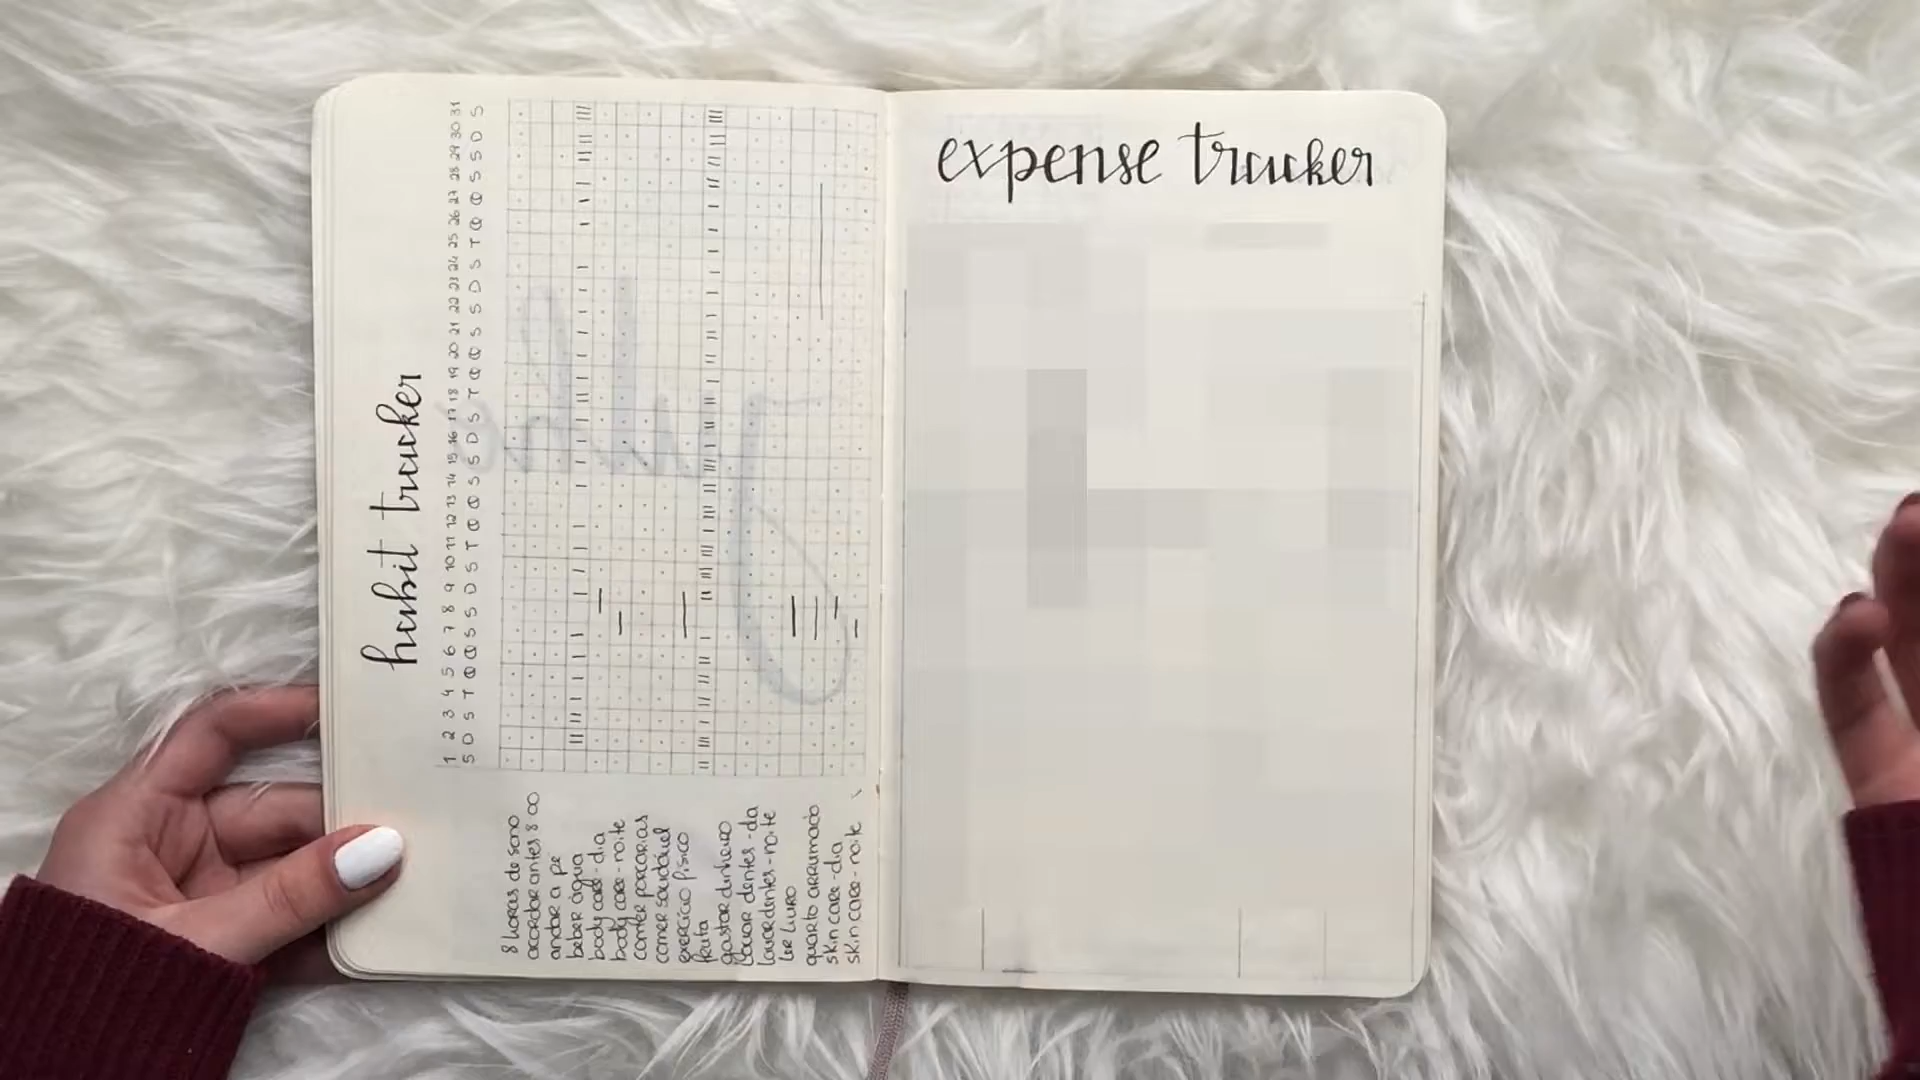 habit tracker
1 2 3 4 5 6 7 8 9 10 11 12 13 14 15 16 17 18 19 20 21 22 23 24 25 26 27 28 29 30 31
S D S T Q Q S S D S T Q Q S S D S T Q Q S S D S T Q Q S S D S
8 horas de sono
acordar antes 8:00
andar a pé
beber água
body care - dia
body care - noite
comer porcarias
comer saudável
exercício físico
fruta
gastar dinheiro
lavar dentes - dia
lavar dentes - noite
ler livro
quarto arrumado
skin care - dia
skin care - noite
expense tracker